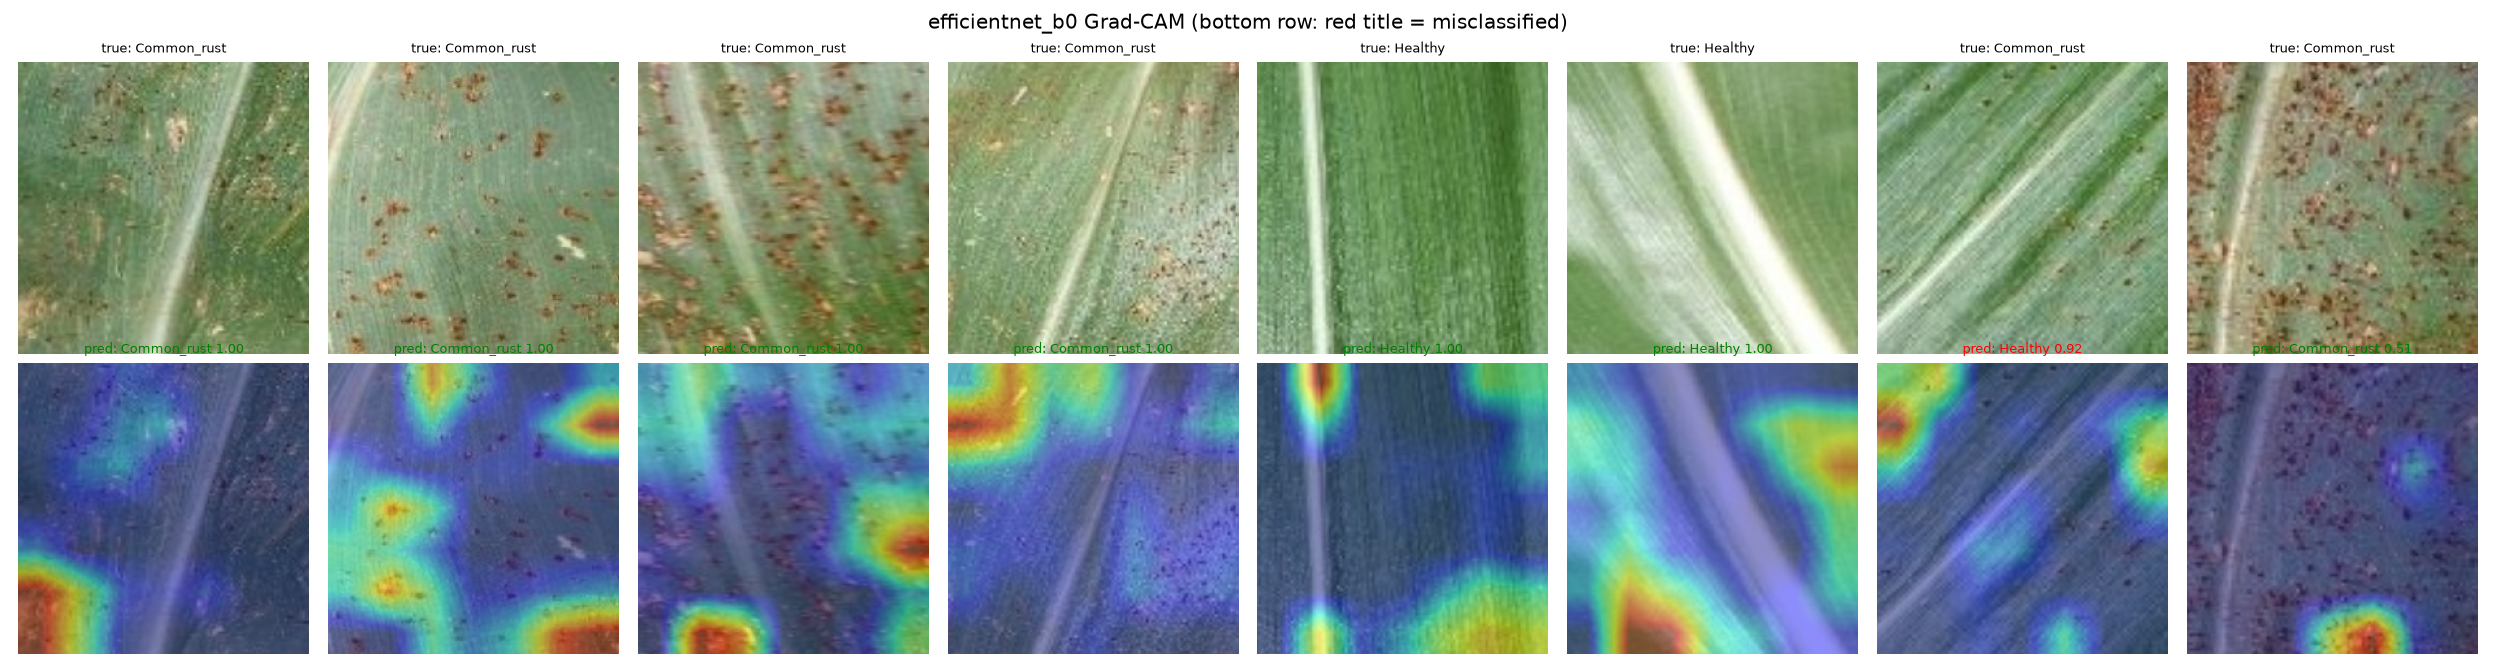 efficientnet_b0 Grad-CAM (bottom row: red title = misclassified)
true: Common_rust
true: Common_rust
true: Common_rust
true: Common_rust
true: Healthy
true: Healthy
true: Common_rust
true: Common_rust
pred: Common_rust 1.00
pred: Common_rust 1.00
pred: Common_rust 1.00
pred: Common_rust 1.00
pred: Healthy 1.00
pred: Healthy 1.00
pred: Healthy 0.92
pred: Common_rust 0.51